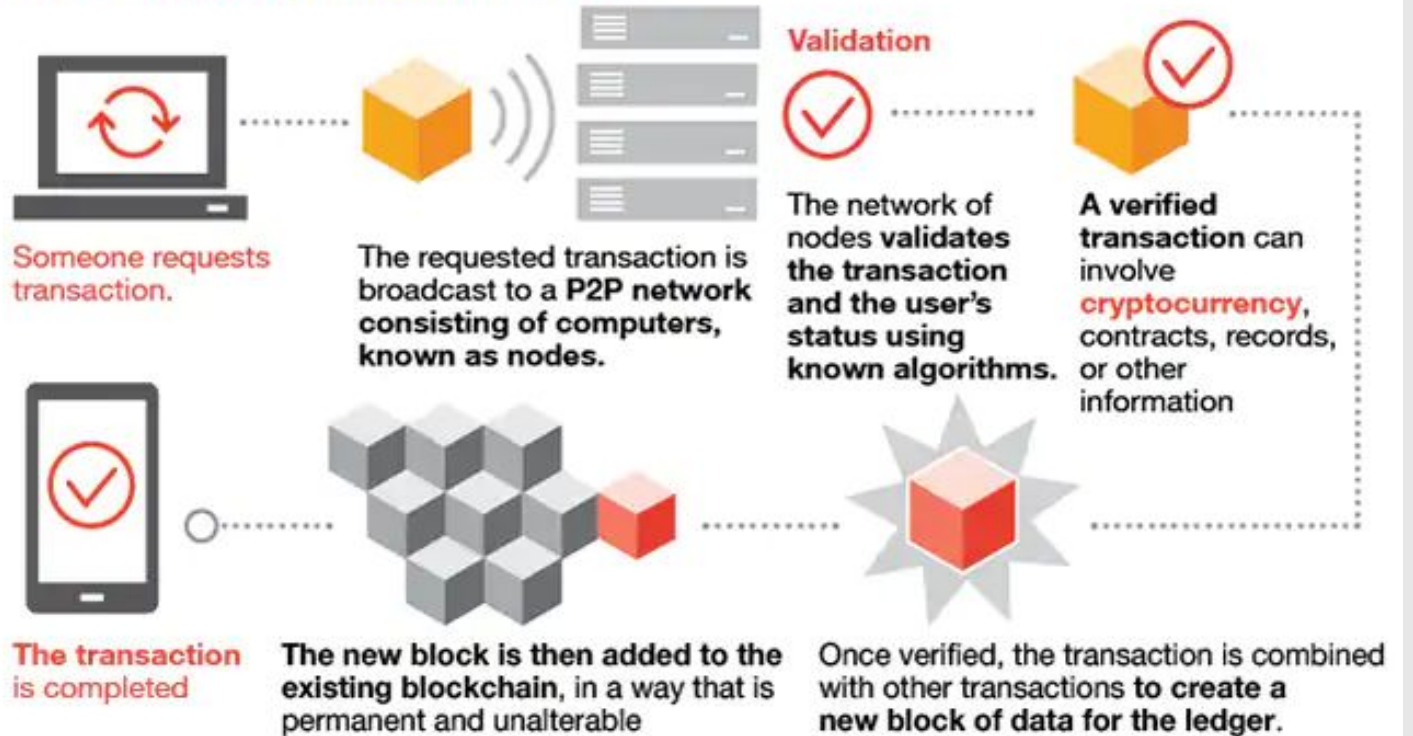 Someone requests
transaction.
The requested transaction is
broadcast to a P2P network
consisting of computers,
known as nodes.
Validation
The network of
nodes validates
the transaction
and the user's
status using
known algorithms.
A verified
transaction can
involve
cryptocurrency,
contracts, records,
or other
information
Once verified, the transaction is combined
with other transactions to create a
new block of data for the ledger.
The new block is then added to the
existing blockchain, in a way that is
permanent and unalterable
The transaction
is completed